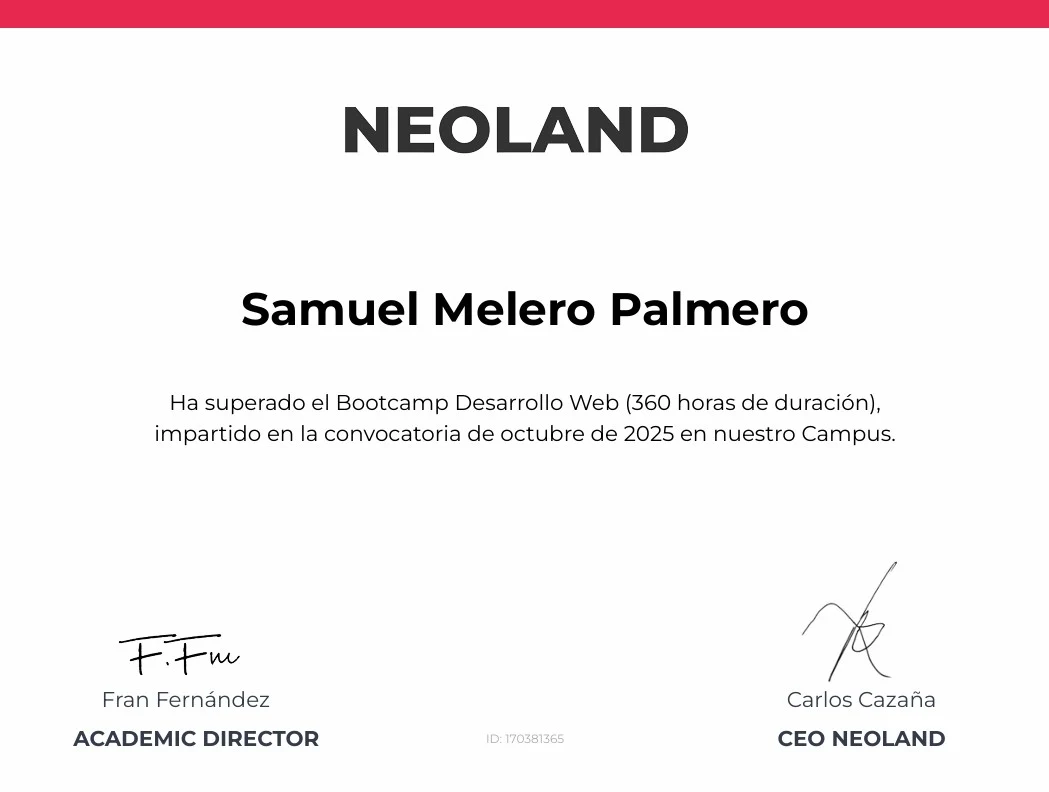 NEOLAND
Samuel Melero Palmero
Ha superado el Bootcamp Desarrollo Web (360 horas de duración),
impartido en la convocatoria de octubre de 2025 en nuestro Campus.
F.Fm
Fran Fernández
Carlos Cazaña
ACADEMIC DIRECTOR
ID: 170381365
CEO NEOLAND